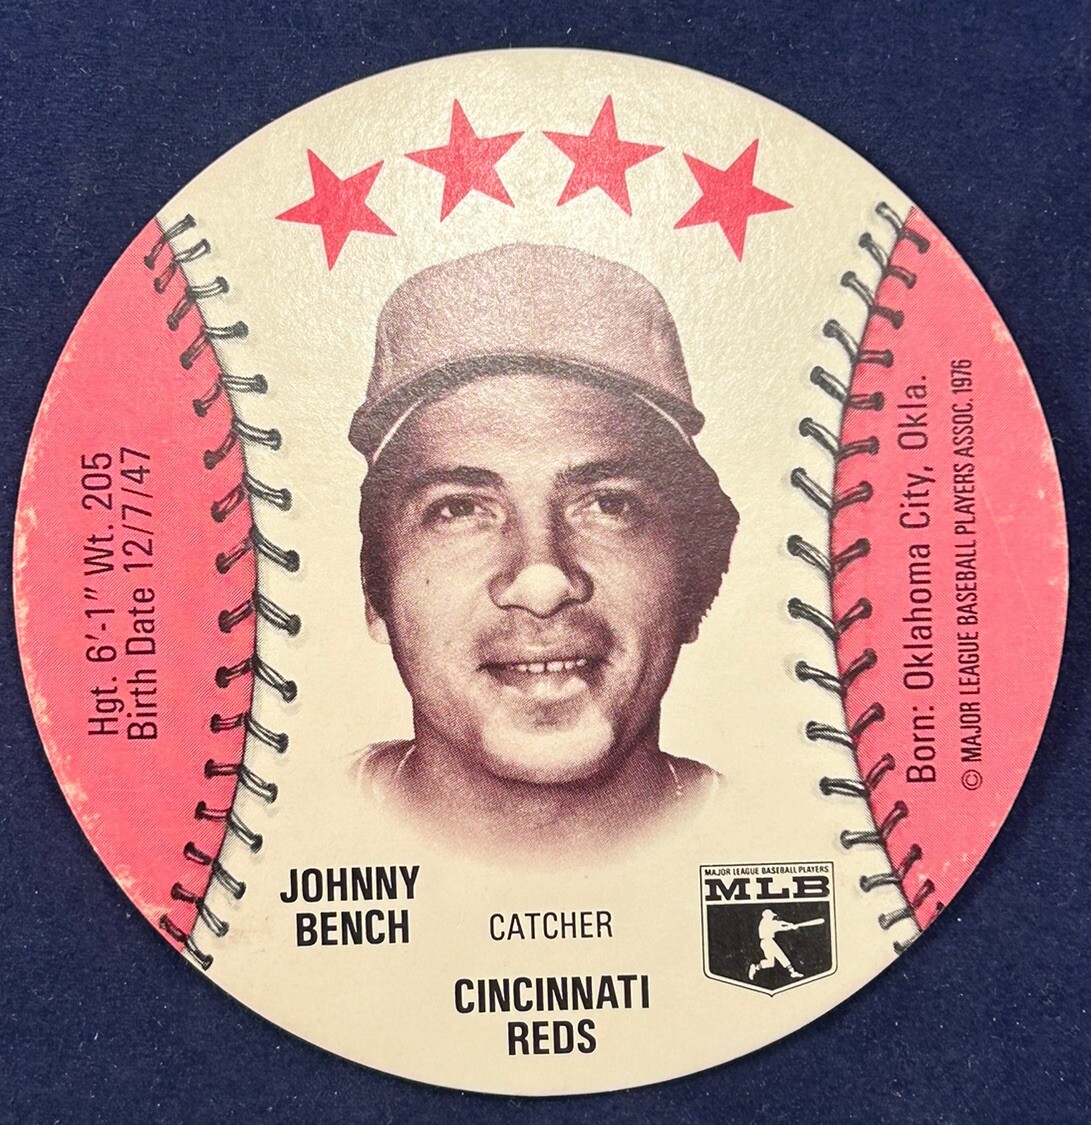 Hgt. 6'-1" Wt. 205
Birth Date 12/7/47
Born: Oklahoma City, Okla.
© MAJOR LEAGUE BASEBALL PLAYERS ASSOC. 1976
JOHNNY
BENCH
CATCHER
CINCINNATI
REDS
MAJOR LEAGUE BASEBALL PLAYERS
MLB